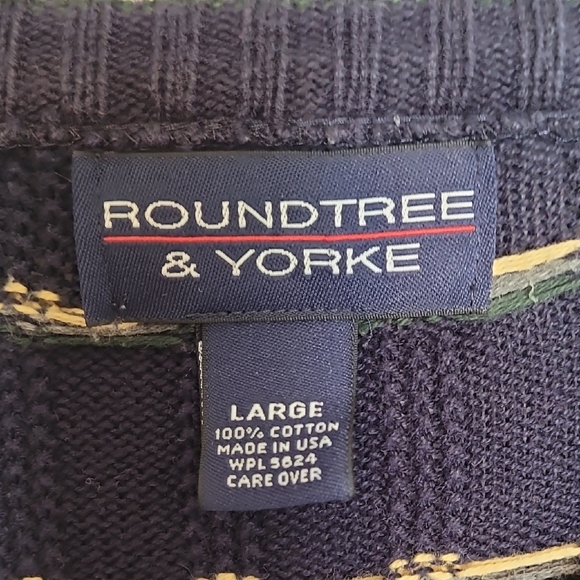 ROUNDTREE
& YORKE
LARGE
100% COTTON
MADE IN USA
WPL 5624
CARE OVER